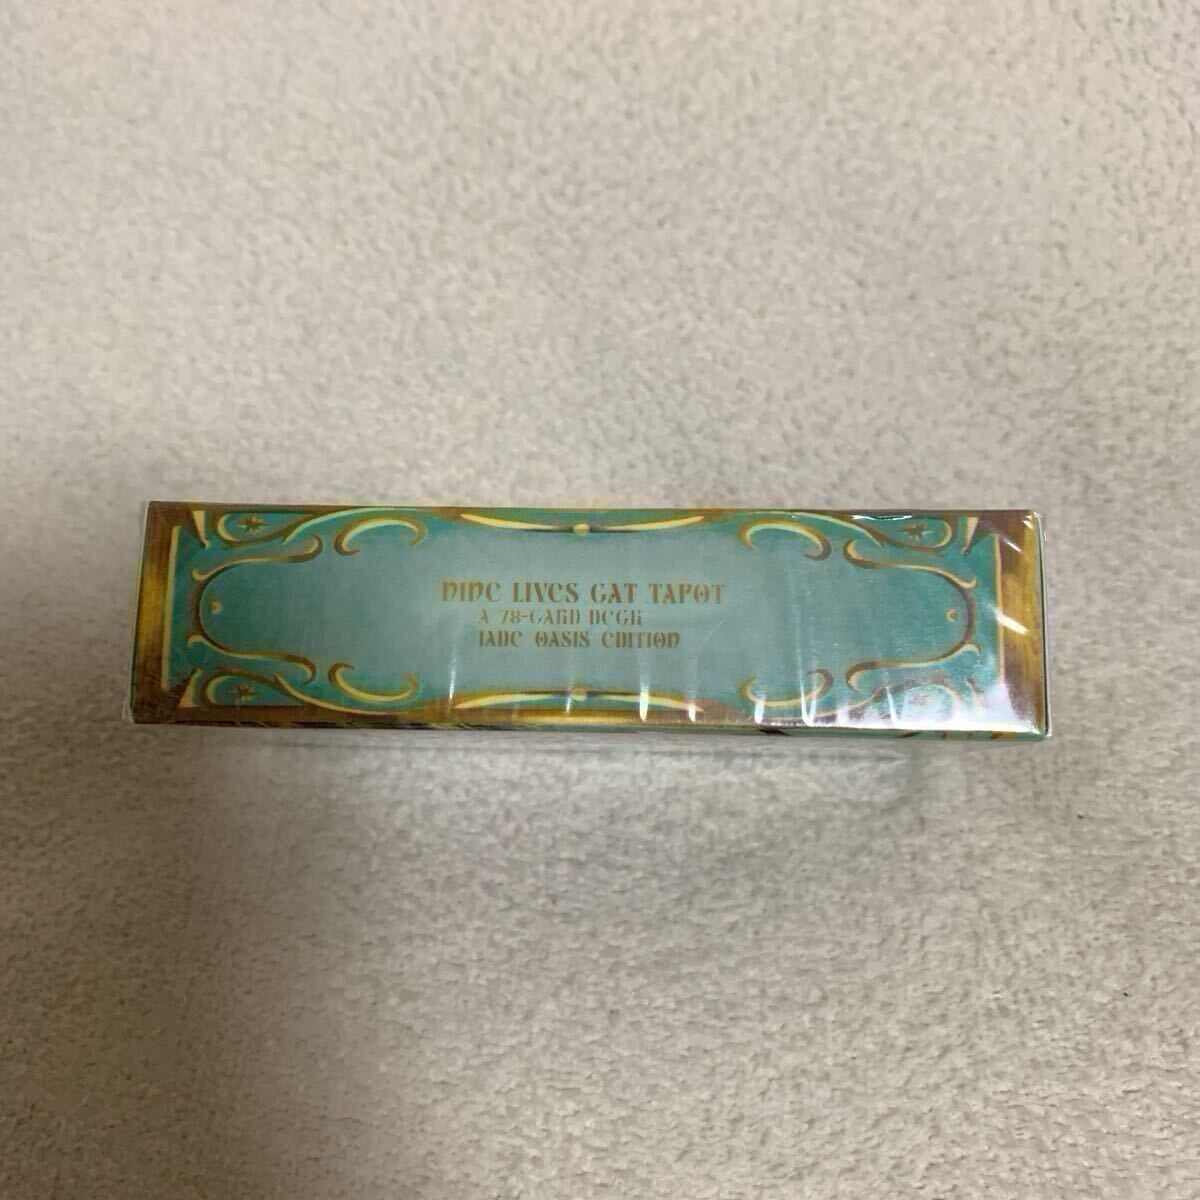 NINE LIVES CAT TAROT
A 78-CARD DECK
JADE OASIS EDITION